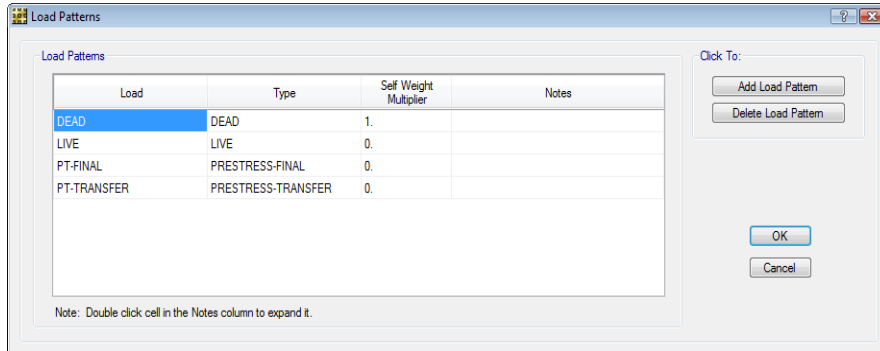 Load Patterns
Load Patterns
Click To:
Load Type Self Weight Multiplier Notes
Add Load Pattern
DEAD DEAD 1.
Delete Load Pattern
LIVE LIVE 0.
PT-FINAL PRESTRESS-FINAL 0.
PT-TRANSFER PRESTRESS-TRANSFER 0.
OK
Cancel
Note: Double click cell in the Notes column to expand it.